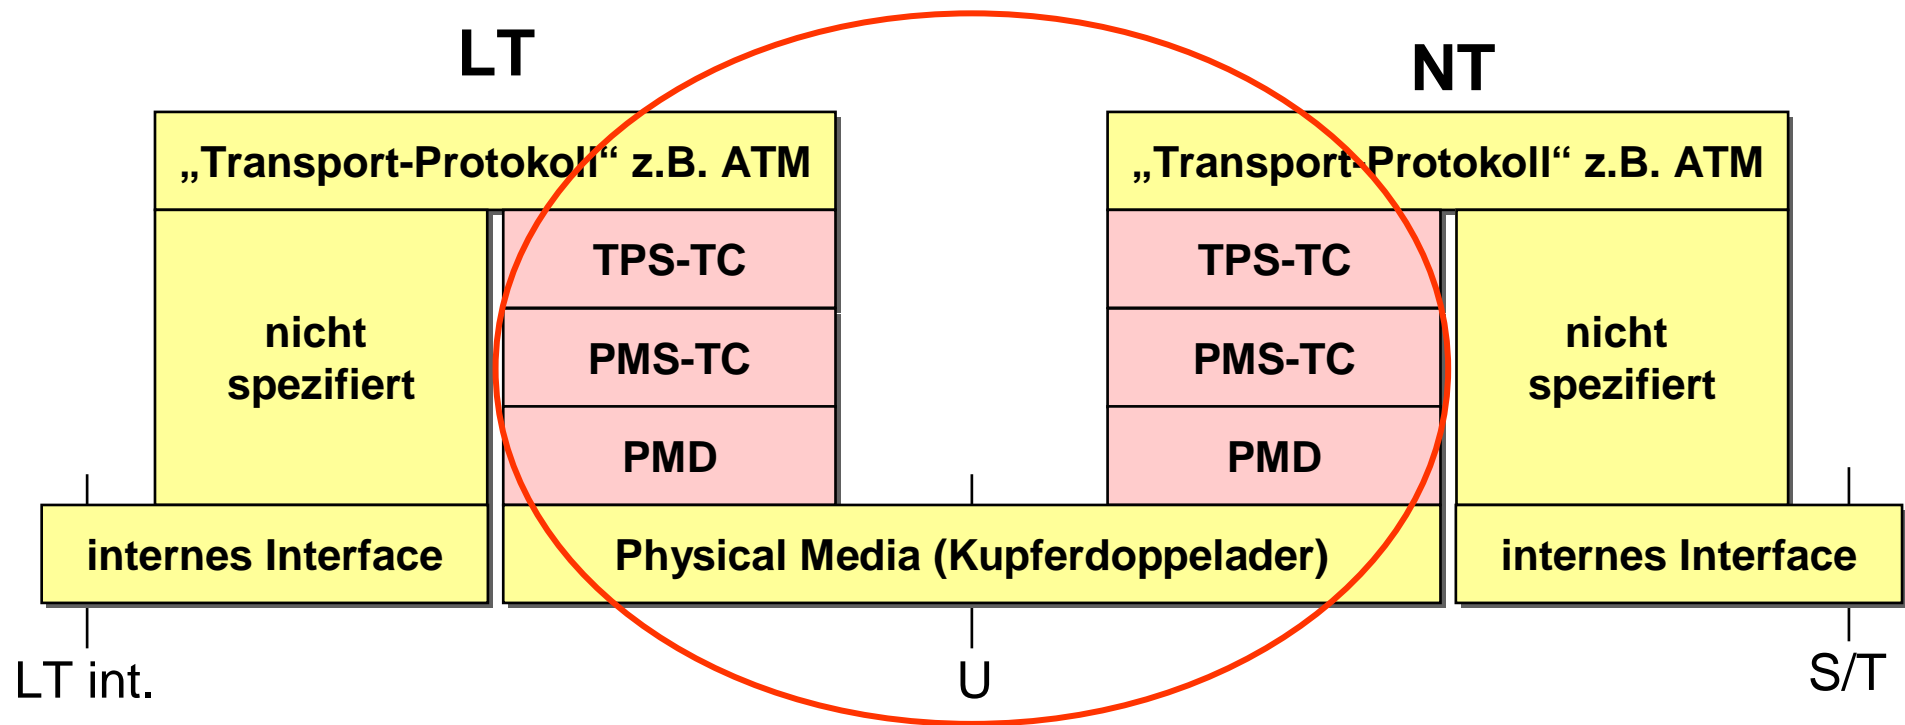 LT
NT
„Transport-Protokoll“ z.B. ATM
„Transport-Protokoll“ z.B. ATM
nicht
spezifiert
TPS-TC
PMS-TC
PMD
TPS-TC
PMS-TC
PMD
nicht
spezifiert
internes Interface
Physical Media (Kupferdoppelader)
internes Interface
LT int.
U
S/T